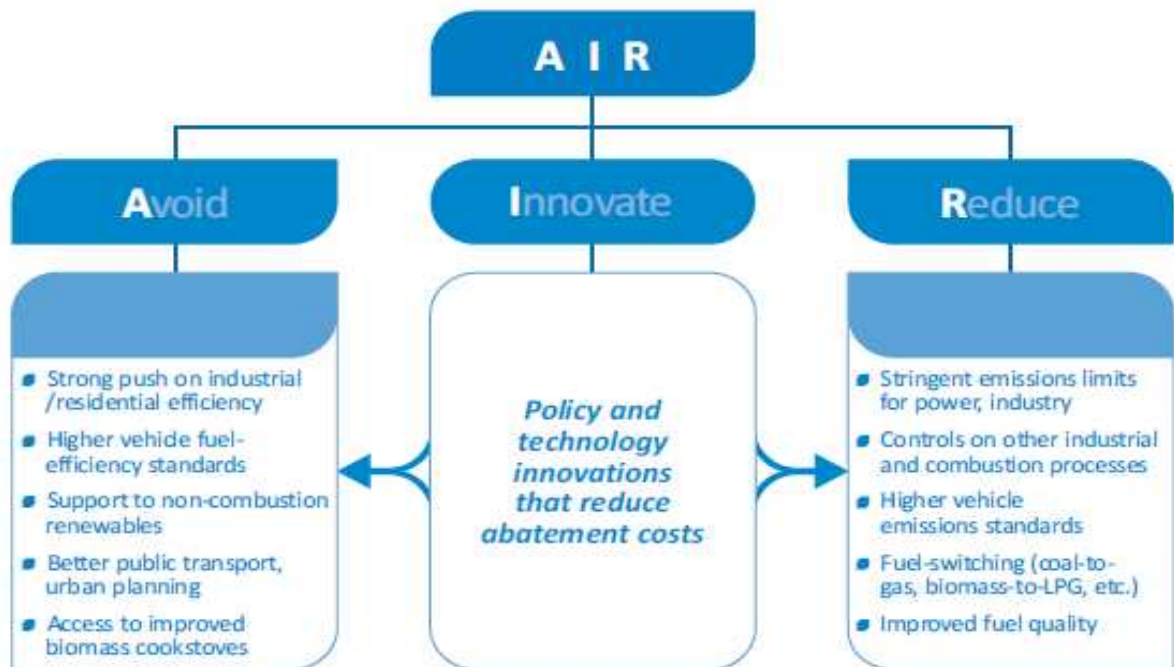 A I R
Avoid
Innovate
Reduce
Strong push on industrial
/residential efficiency
Higher vehicle fuel-
efficiency standards
Support to non-combustion
renewables
Better public transport,
urban planning
Access to improved
biomass cookstoves
Policy and
technology
innovations
that reduce
abatement costs
Stringent emissions limits
for power, industry
Controls on other industrial
and combustion processes
Higher vehicle
emissions standards
Fuel-switching (coal-to-
gas, biomass-to-LPG, etc.)
Improved fuel quality